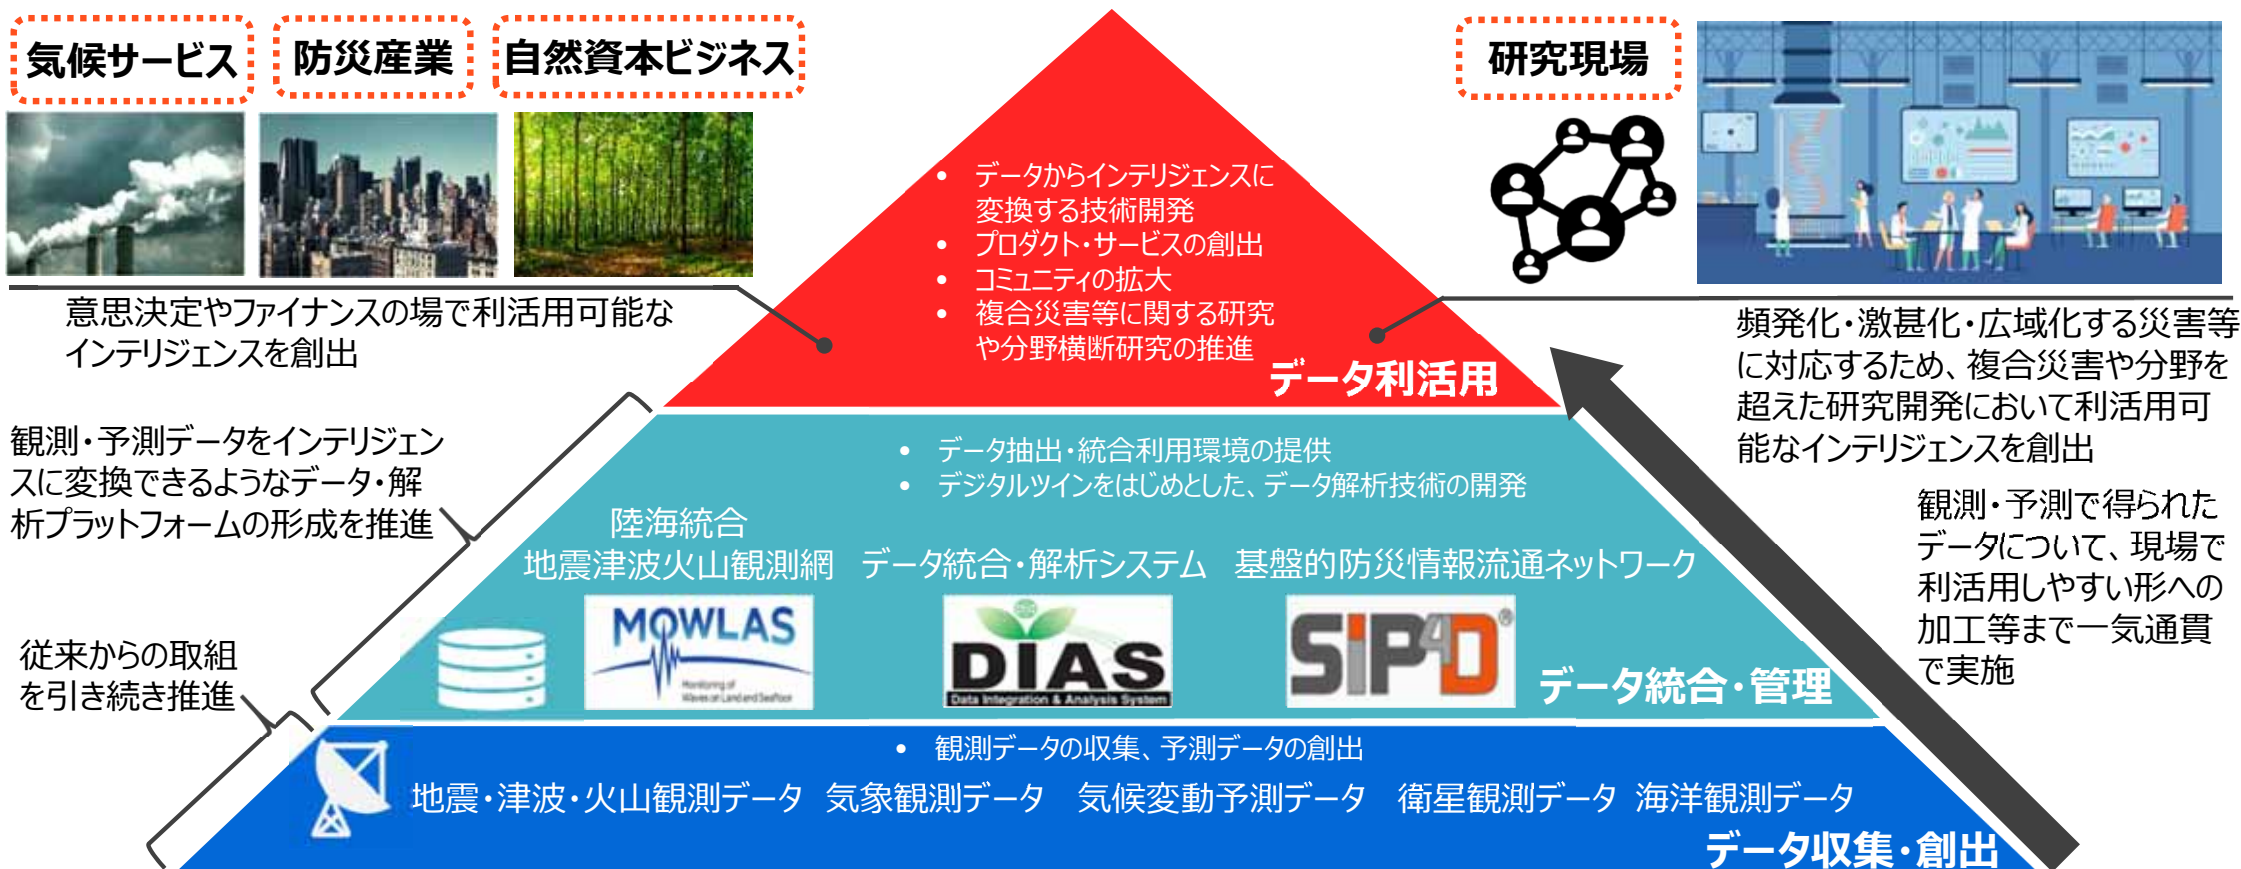 気候サービス
防災産業
自然資本ビジネス
研究現場
意思決定やファイナンスの場で利活用可能な
インテリジェンスを創出
• データからインテリジェンスに
変換する技術開発
• プロダクト・サービスの創出
• コミュニティの拡大
• 複合災害等に関する研究
や分野横断研究の推進
データ利活用
頻発化・激甚化・広域化する災害等
に対応するため、複合災害や分野を
超えた研究開発において利活用可
能なインテリジェンスを創出
観測・予測データをインテリジェン
スに変換できるようなデータ・解
析プラットフォームの形成を推進
• データ抽出・統合利用環境の提供
• デジタルツインをはじめとした、データ解析技術の開発
陸海統合
地震津波火山観測網
データ統合・解析システム
基盤的防災情報流通ネットワーク
MOWLAS
Monitoring of
Waves on Land and Seafloor
DIAS
Data Integration & Analysis System
SIP4D®
データ統合・管理
観測・予測で得られた
データについて、現場で
利活用しやすい形への
加工等まで一気通貫
で実施
従来からの取組
を引き続き推進
• 観測データの収集、予測データの創出
地震・津波・火山観測データ
気象観測データ
気候変動予測データ
衛星観測データ
海洋観測データ
データ収集・創出